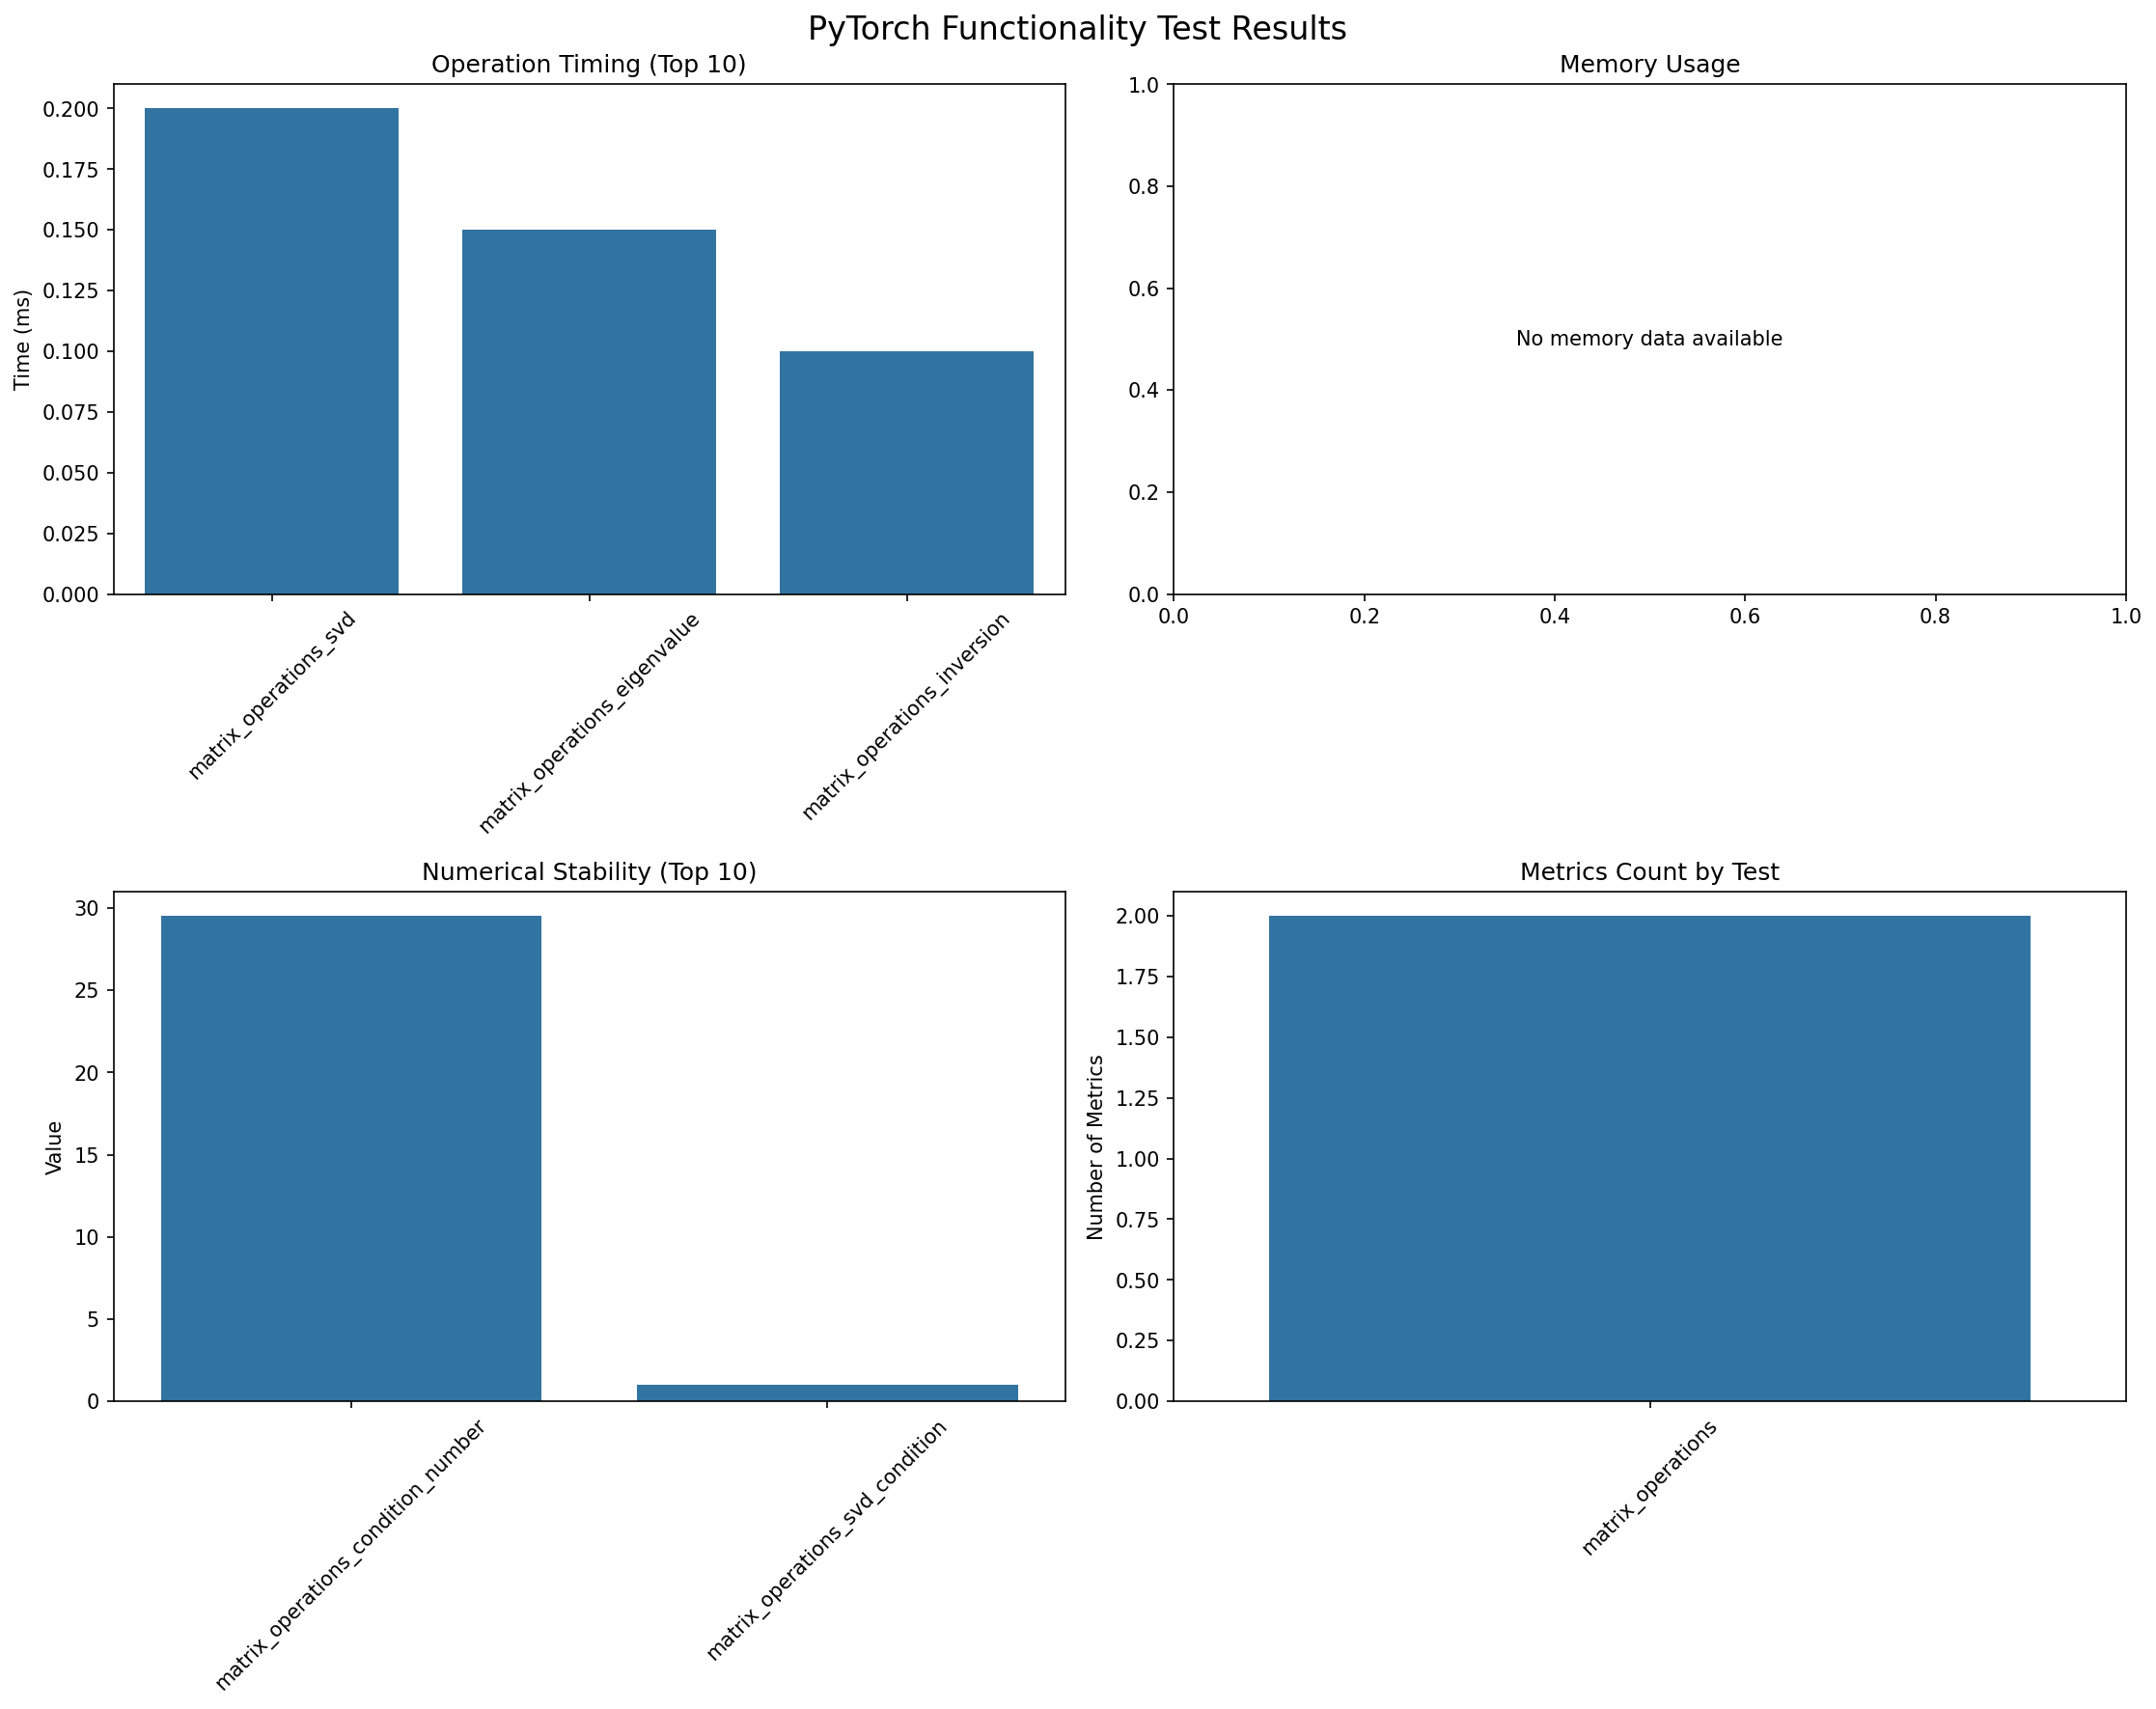 PyTorch Functionality Test Results
Operation Timing (Top 10)
Time (ms)
0.200
0.175
0.150
0.125
0.100
0.075
0.050
0.025
0.000
matrix_operations_svd
matrix_operations_eigenvalue
matrix_operations_inversion
Memory Usage
1.0
0.8
0.6
0.4
0.2
0.0
No memory data available
0.0
0.2
0.4
0.6
0.8
1.0
Numerical Stability (Top 10)
Value
30
25
20
15
10
5
0
matrix_operations_condition_number
matrix_operations_svd_condition
Metrics Count by Test
Number of Metrics
2.00
1.75
1.50
1.25
1.00
0.75
0.50
0.25
0.00
matrix_operations